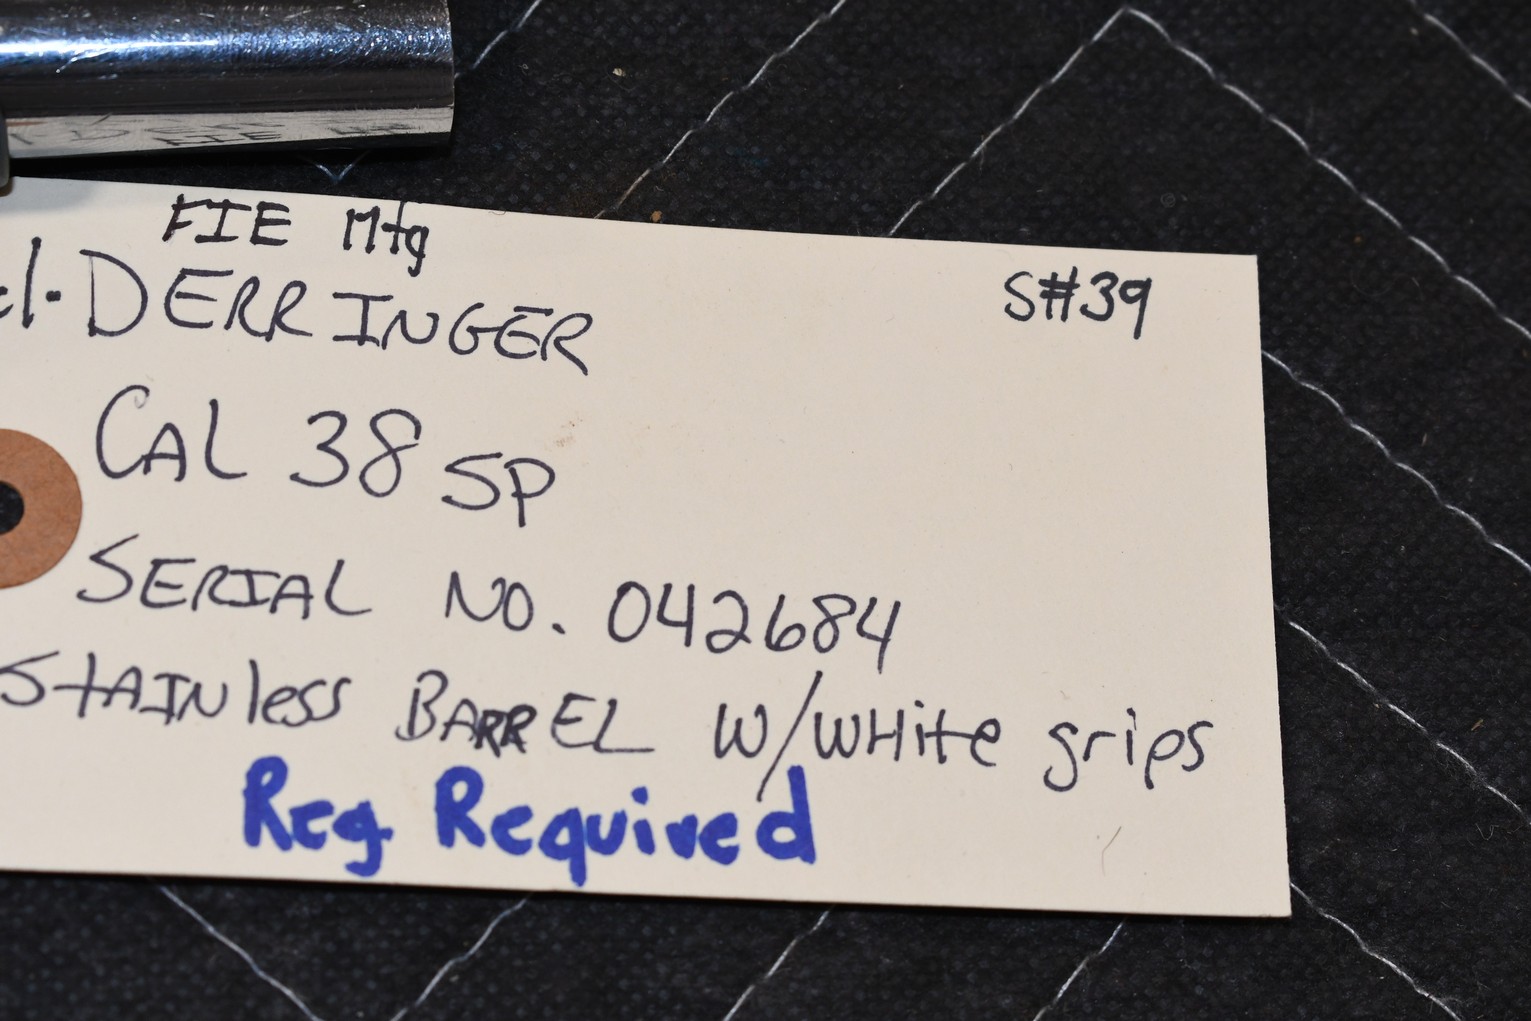 FIE Mfg
S#39
DERRINGER
CAL 38 SP
SERIAL NO. 042684
STAINless BARREL W/WHite grips
Reg Required